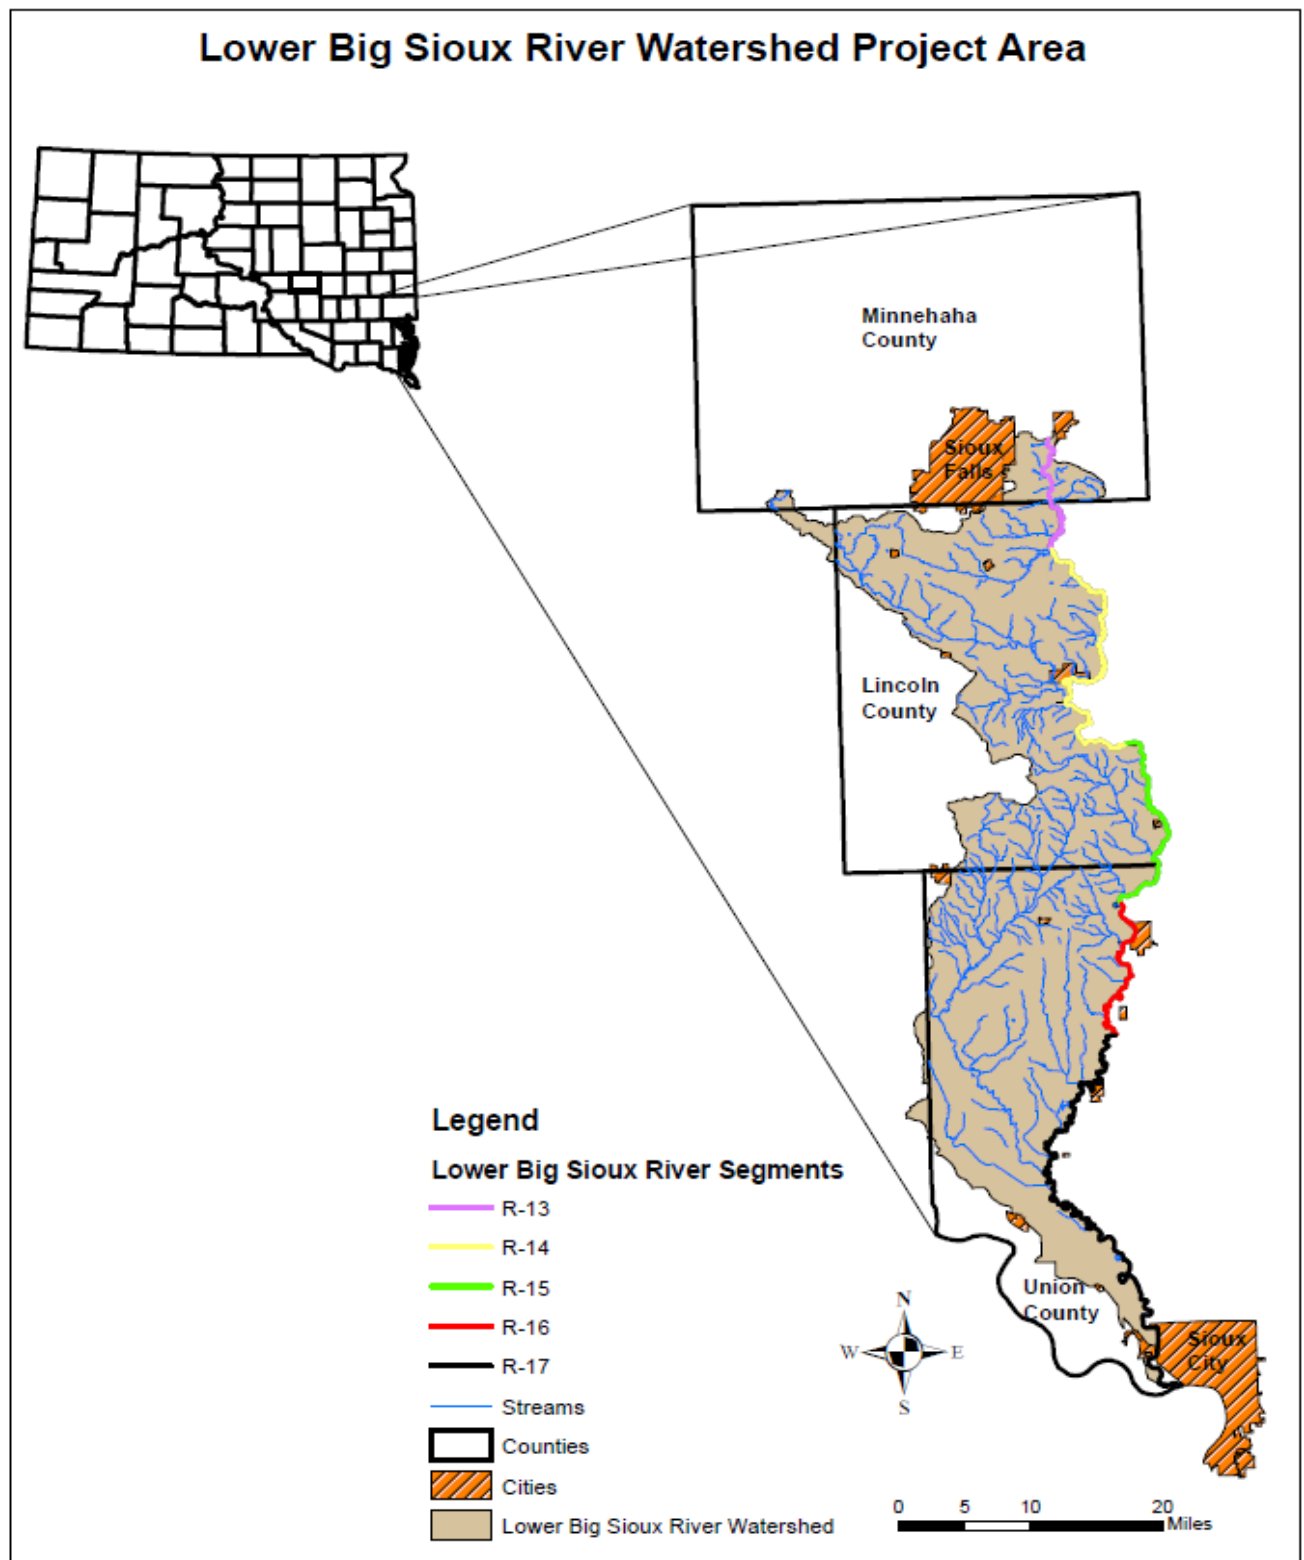 Lower Big Sioux River Watershed Project Area
Minnehaha
County
Sioux
Falls
Lincoln
County
Legend
Lower Big Sioux River Segments
R-13
R-14
R-15
R-16
R-17
Streams
Counties
Cities
Lower Big Sioux River Watershed
Union
County
N
W
E
S
Sioux
City
0 5 10 20
Miles